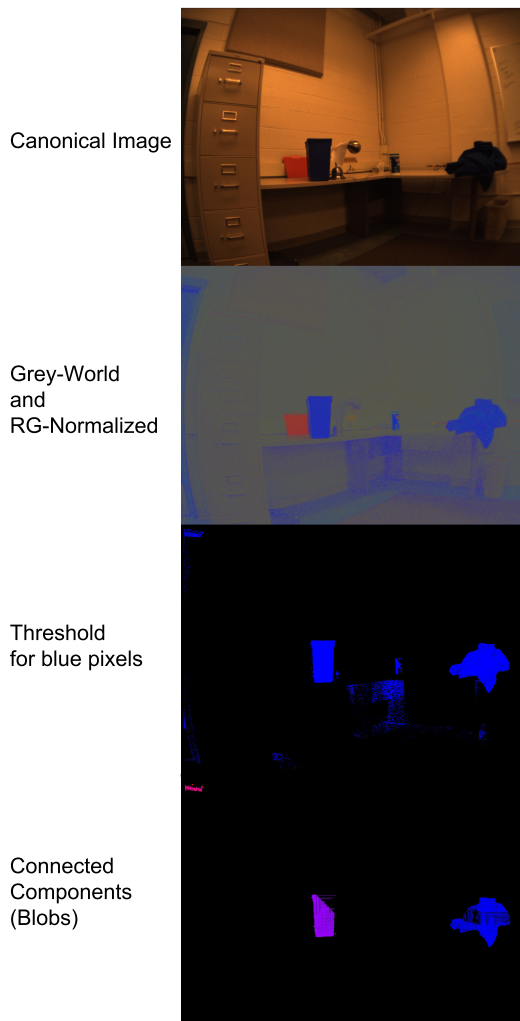 Canonical Image
Grey-World
and
RG-Normalized
Threshold
for blue pixels
Connected
Components
(Blobs)